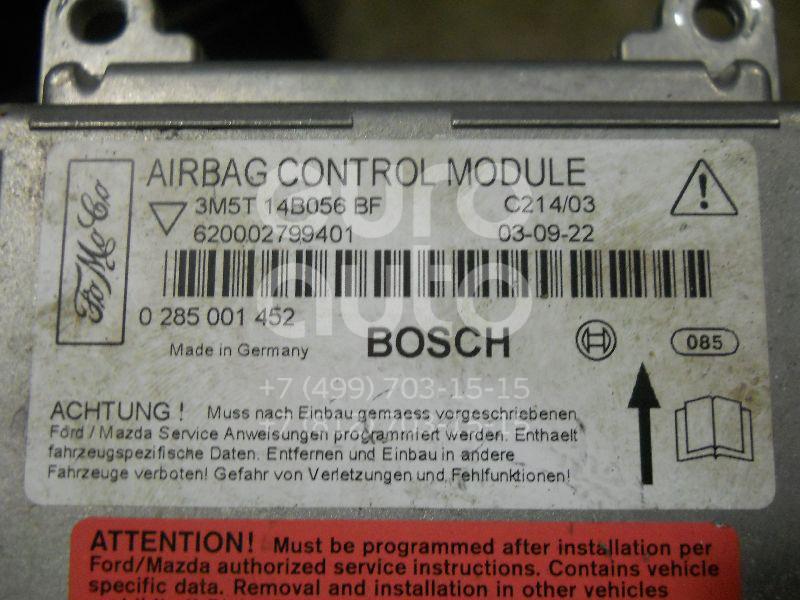 AIRBAG CONTROL MODULE
3M5T 14B056 BF C214/03
620002799401 03-09-22
FoMoCo
0 285 001 452
Made in Germany BOSCH 085
euro
auto
+7 (499) 703-15-15
ACHTUNG ! Muss nach Einbau gemaess vorgeschriebenen
Ford / Mazda Service Anweisungen programmiert werden. Enthaelt
fahrzeugspezifische Daten. Entfernen und Einbau in andere
Fahrzeuge verboten! Gefahr von Verletzungen und Fehlfunktionen!
ATTENTION! Must be programmed after installation per
Ford/Mazda authorized service instructions. Contains vehicle
specific data. Removal and installation in other vehicles